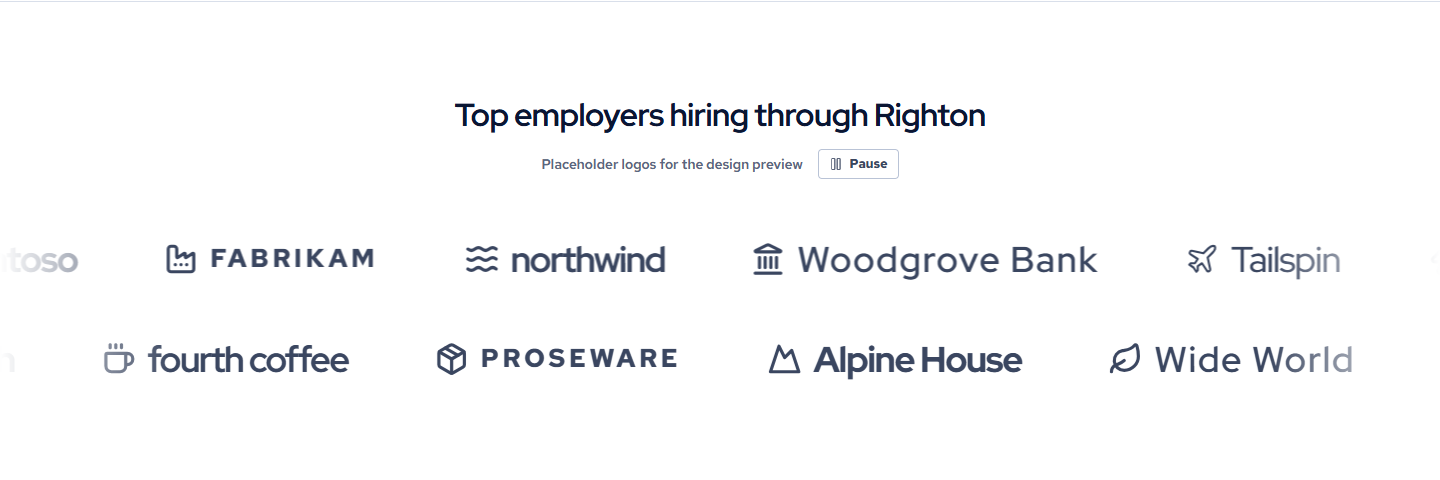 Top employers hiring through Righton
Placeholder logos for the design preview Pause
toso FABRIKAM northwind Woodgrove Bank Tailspin
fourth coffee PROSEWARE Alpine House Wide World